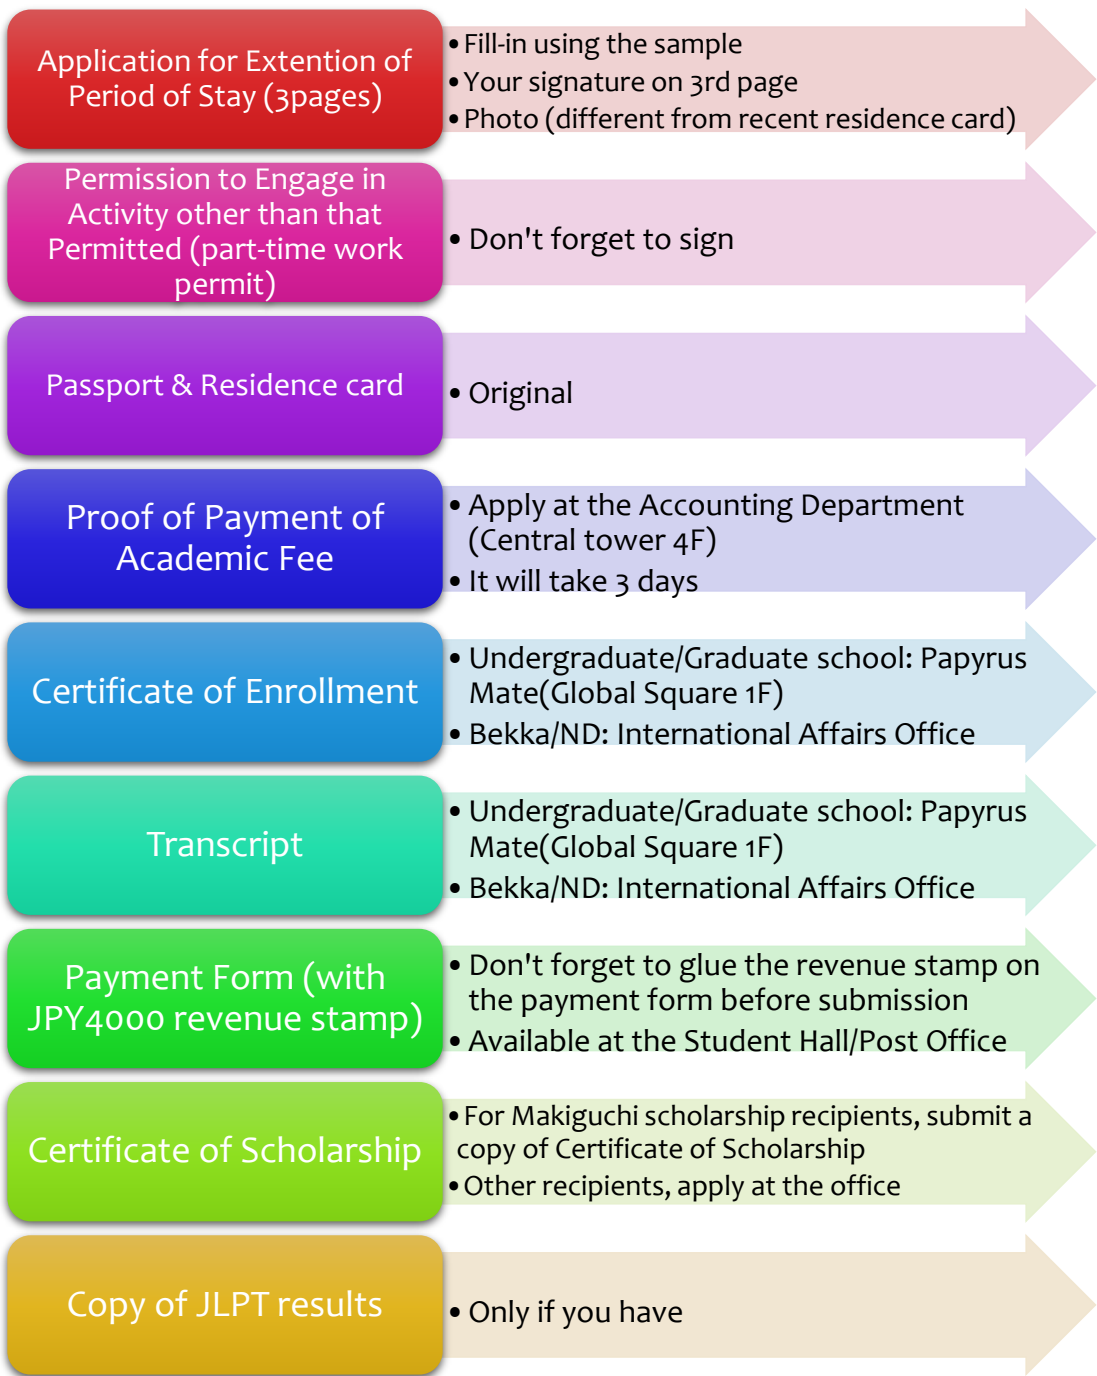 Application for Extention of
Period of Stay (3pages)
• Fill-in using the sample
• Your signature on 3rd page
• Photo (different from recent residence card)
Permission to Engage in
Activity other than that
Permitted (part-time work
permit)
• Don't forget to sign
Passport & Residence card
• Original
Proof of Payment of
Academic Fee
• Apply at the Accounting Department
(Central tower 4F)
• It will take 3 days
Certificate of Enrollment
• Undergraduate/Graduate school: Papyrus
Mate(Global Square 1F)
• Bekka/ND: International Affairs Office
Transcript
• Undergraduate/Graduate school: Papyrus
Mate(Global Square 1F)
• Bekka/ND: International Affairs Office
Payment Form (with
JPY4000 revenue stamp)
• Don't forget to glue the revenue stamp on
the payment form before submission
• Available at the Student Hall/Post Office
Certificate of Scholarship
• For Makiguchi scholarship recipients, submit a
copy of Certificate of Scholarship
• Other recipients, apply at the office
Copy of JLPT results
• Only if you have